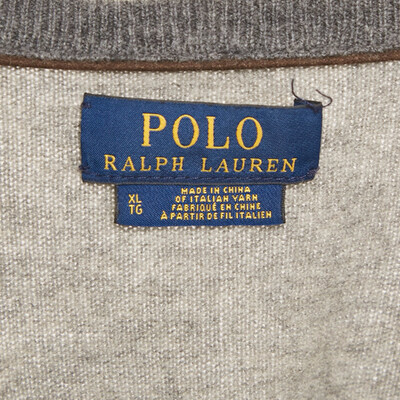 POLO
RALPH LAUREN
XL
TG
MADE IN CHINA
OF ITALIAN YARN
FABRIQUÉ EN CHINE
À PARTIR DE FIL ITALIEN